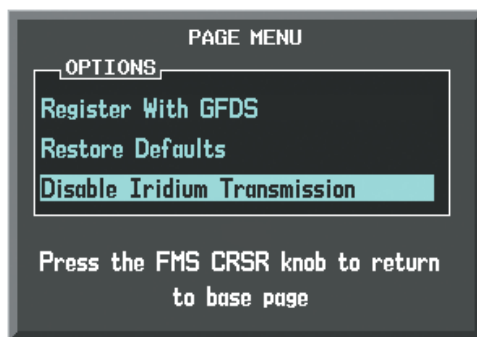 PAGE MENU
OPTIONS
Register With GFDS
Restore Defaults
Disable Iridium Transmission
Press the FMS CRSR knob to return
to base page